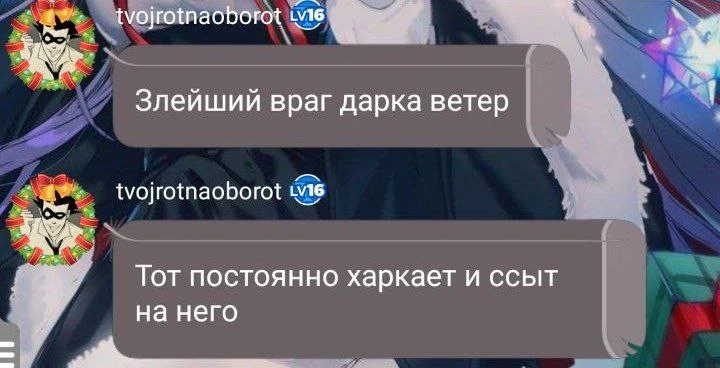 tvojrotnaoborot LV16
Злейший враг дарка ветер
tvojrotnaoborot LV16
Тот постоянно харкает и ссыт
на него